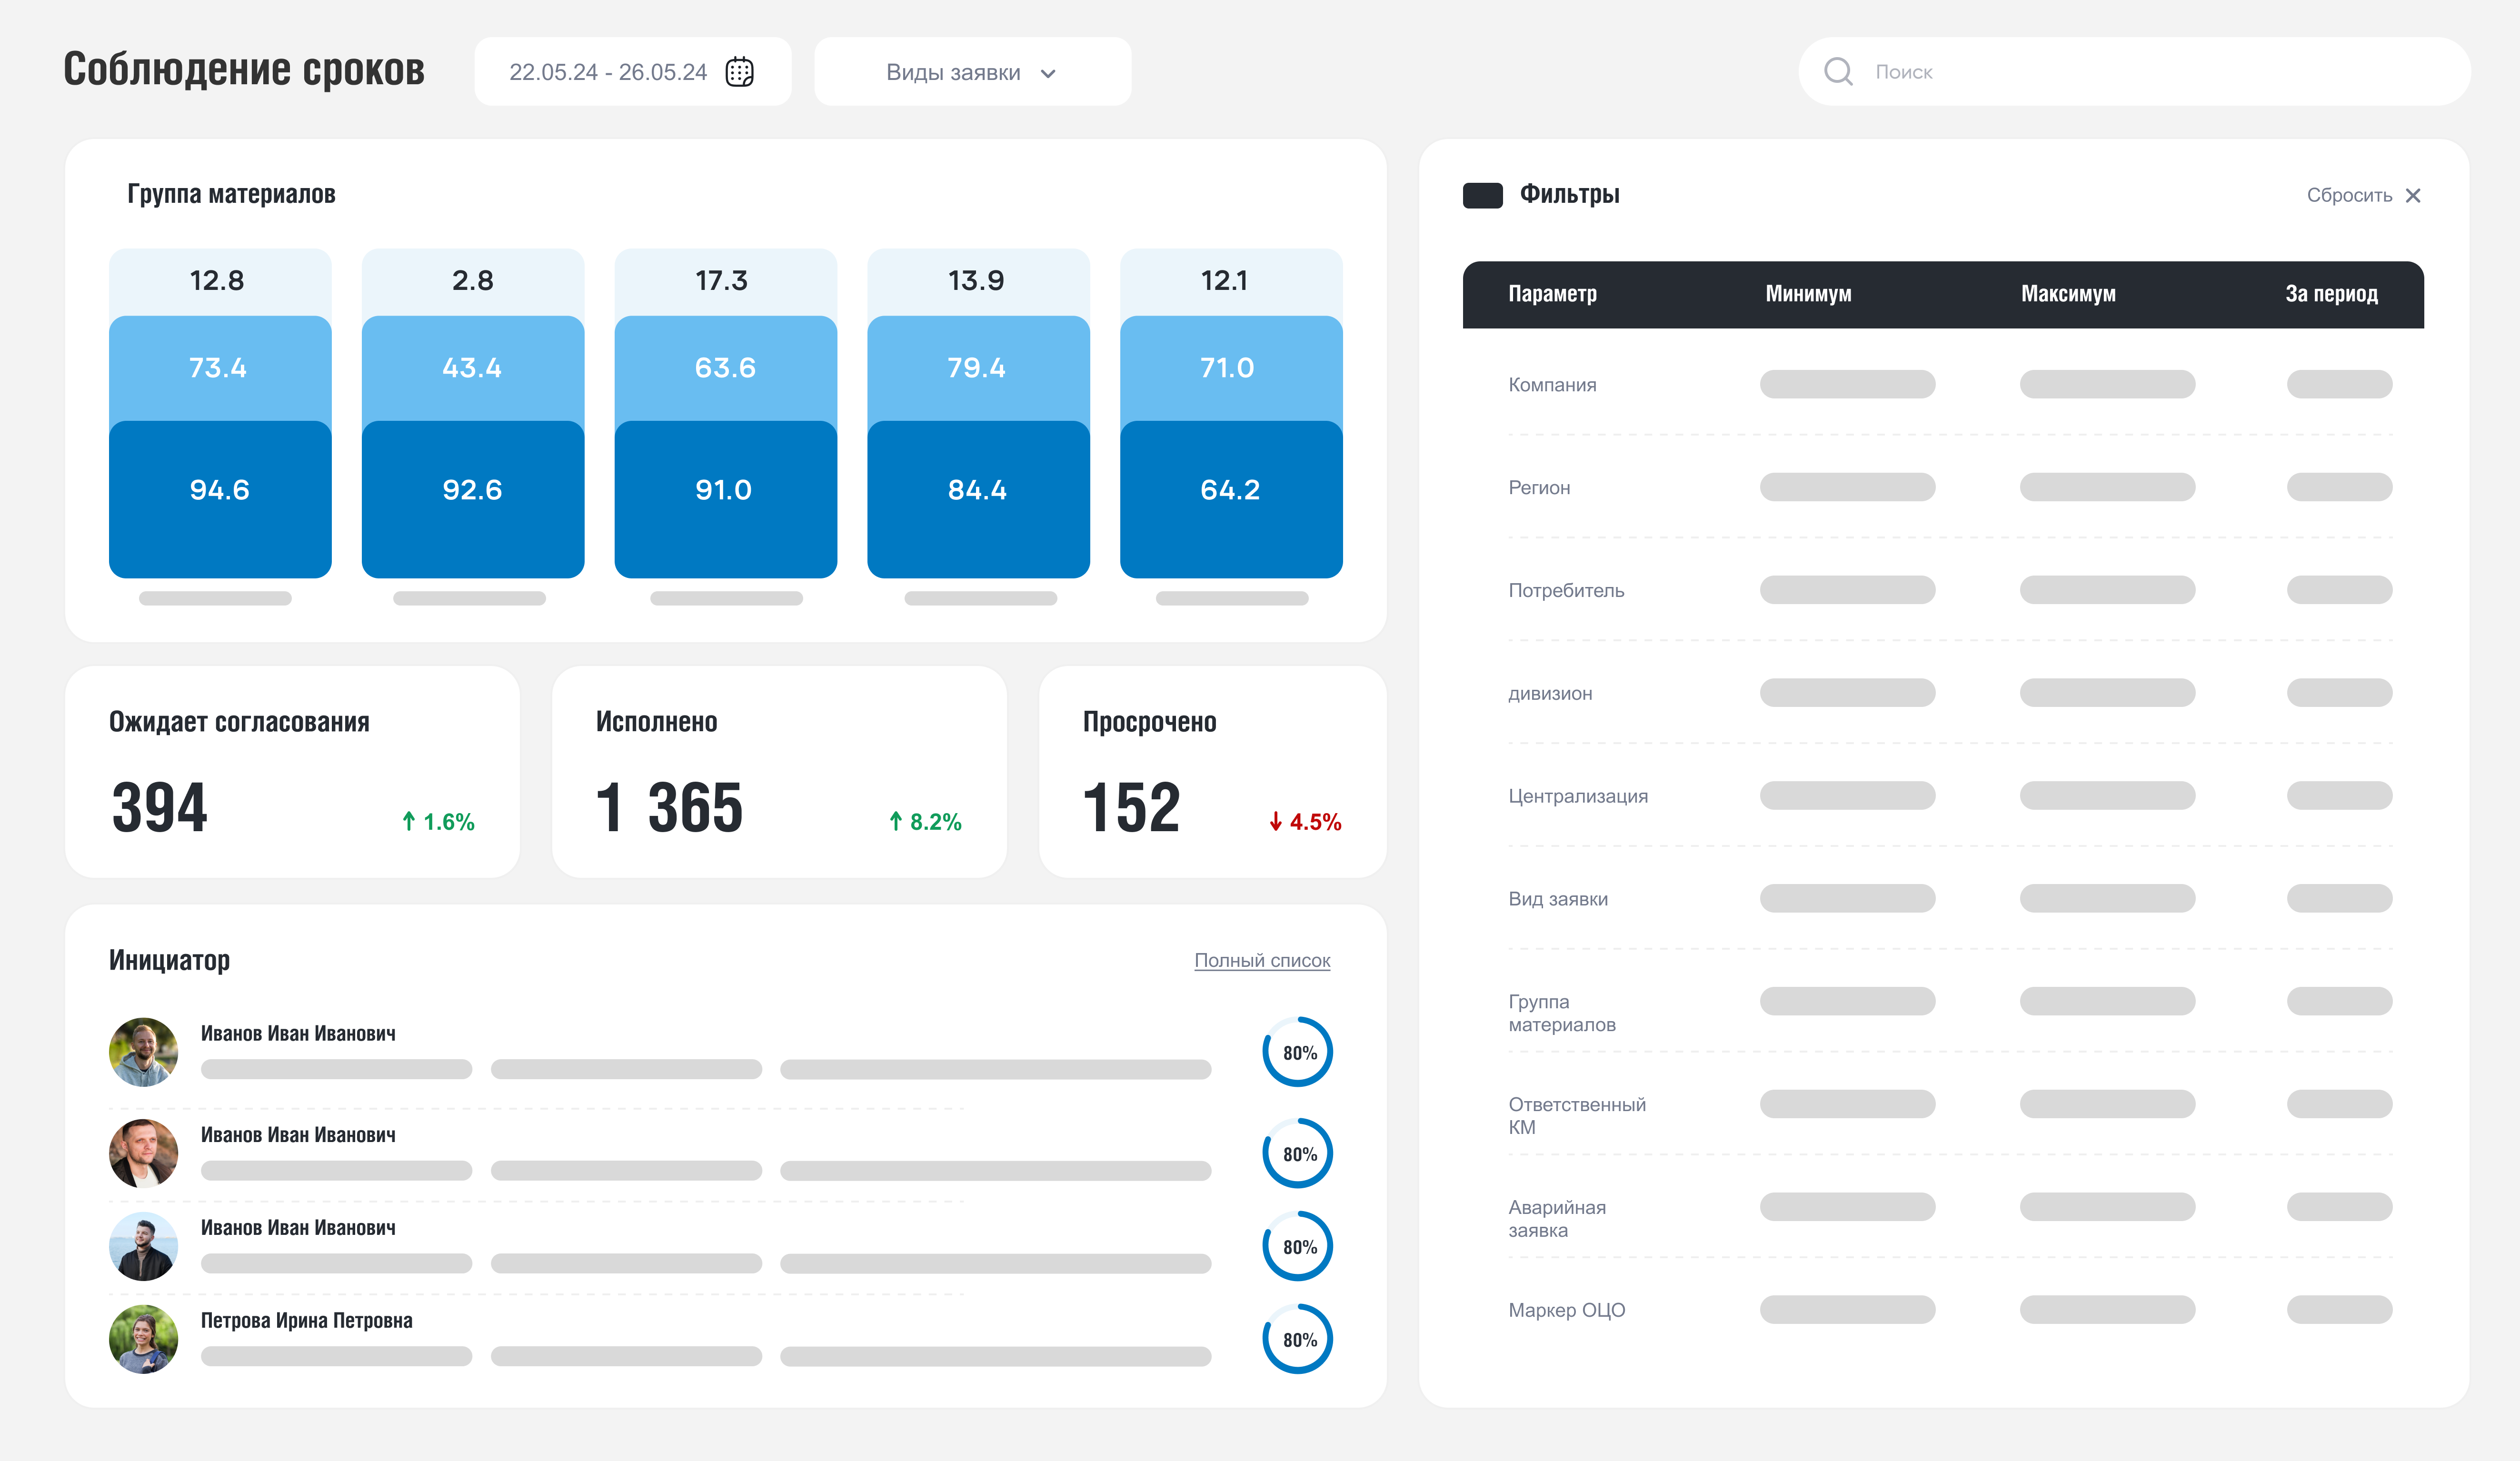 Соблюдение сроков
22.05.24 - 26.05.24
Виды заявки
Поиск
Группа материалов
12.8 2.8 17.3 13.9 12.1
73.4 43.4 63.6 79.4 71.0
94.6 92.6 91.0 84.4 64.2
Ожидает согласования
394
1.6%
Исполнено
1 365
8.2%
Просрочено
152
4.5%
Инициатор
Полный список
Иванов Иван Иванович
80%
Иванов Иван Иванович
80%
Иванов Иван Иванович
80%
Петрова Ирина Петровна
80%
Фильтры
Сбросить
Параметр Минимум Максимум За период
Компания
Регион
Потребитель
дивизион
Централизация
Вид заявки
Группа
материалов
Ответственный
КМ
Аварийная
заявка
Маркер ОЦО